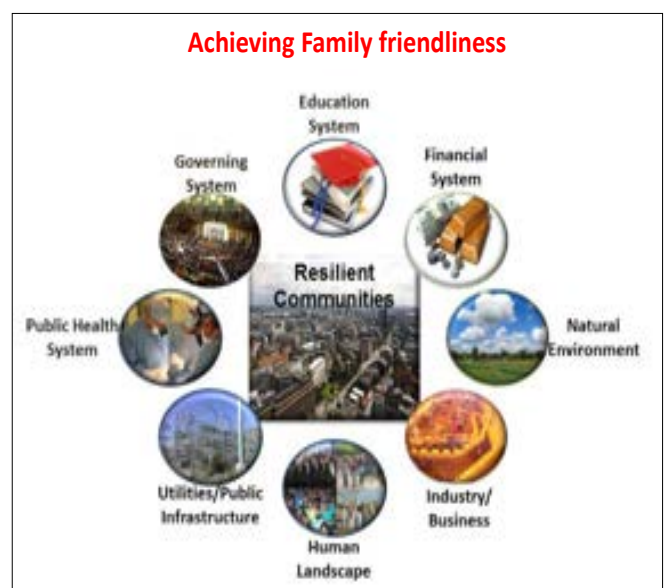 Achieving Family friendliness
Education
System
Financial
System
Natural
Environment
Industry/
Business
Human
Landscape
Utilities/Public
Infrastructure
Public Health
System
Governing
System
Resilient
Communities